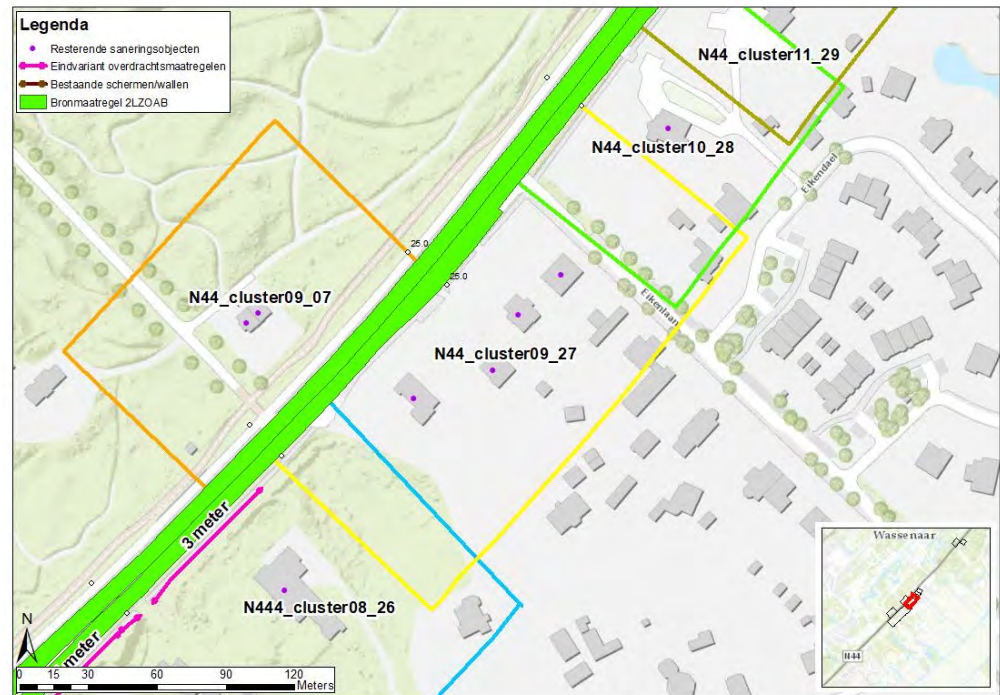 Legenda
Resterende saneringsobjecten
Eindvariant overdrachtsmaatregelen
Bestaande schermen/wallen
Bronmaatregel 2LZOAB
N44_cluster11_29
N44_cluster10_28
Eikendael
25.0
25.0
N44_cluster09_07
Eikenlaan
N44_cluster09_27
3 meter
N444_cluster08_26
meter
N
0 15 30 60 90 120
Meters
Wassenaar
N44